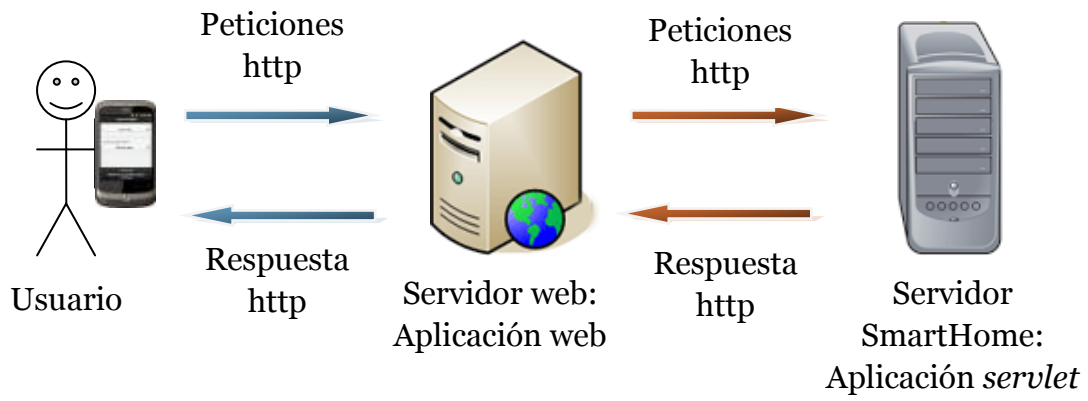 Peticiones
http
Peticiones
http
Respuesta
http
Respuesta
http
Usuario
Servidor web:
Aplicación web
Servidor
SmartHome:
Aplicación servlet